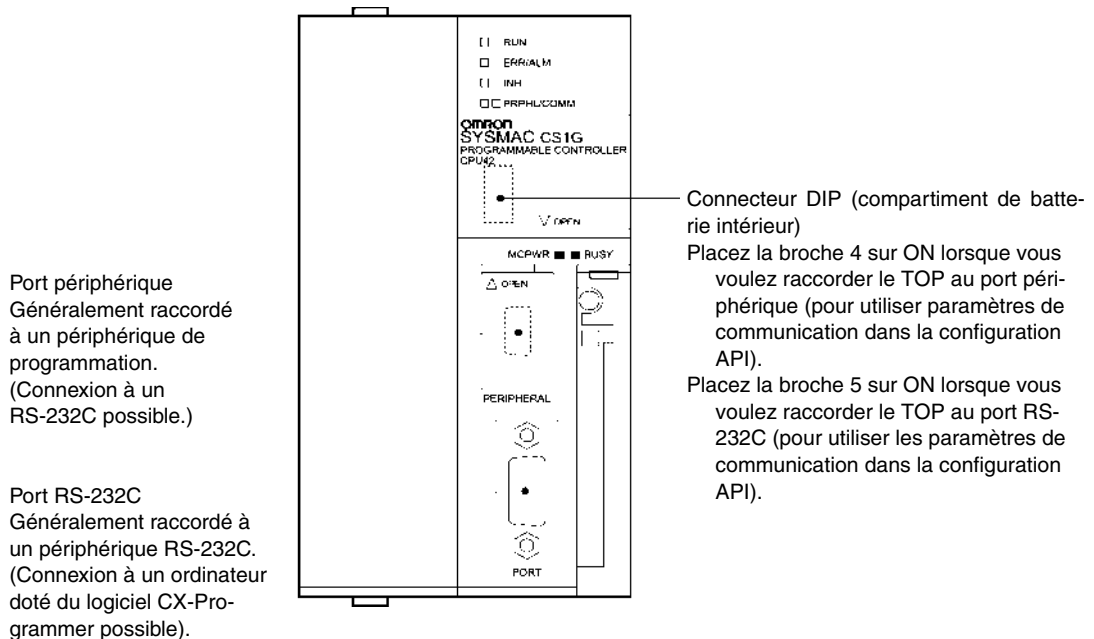 RUN
ERR/ALM
INH
PRPHL/COMM
OMRON
SYSMAC CS1G
PROGRAMMABLE CONTROLLER
CPU42
OPEN
MCPWR BUSY
OPEN
PERIPHERAL
PORT
Port périphérique
Généralement raccordé
à un périphérique de
programmation.
(Connexion à un
RS-232C possible.)
Port RS-232C
Généralement raccordé à
un périphérique RS-232C.
(Connexion à un ordinateur
doté du logiciel CX-Pro-
grammer possible).
Connecteur DIP (compartiment de batte-
rie intérieur)
Placez la broche 4 sur ON lorsque vous
voulez raccorder le TOP au port péri-
phérique (pour utiliser paramètres de
communication dans la configuration
API).
Placez la broche 5 sur ON lorsque vous
voulez raccorder le TOP au port RS-
232C (pour utiliser les paramètres de
communication dans la configuration
API).